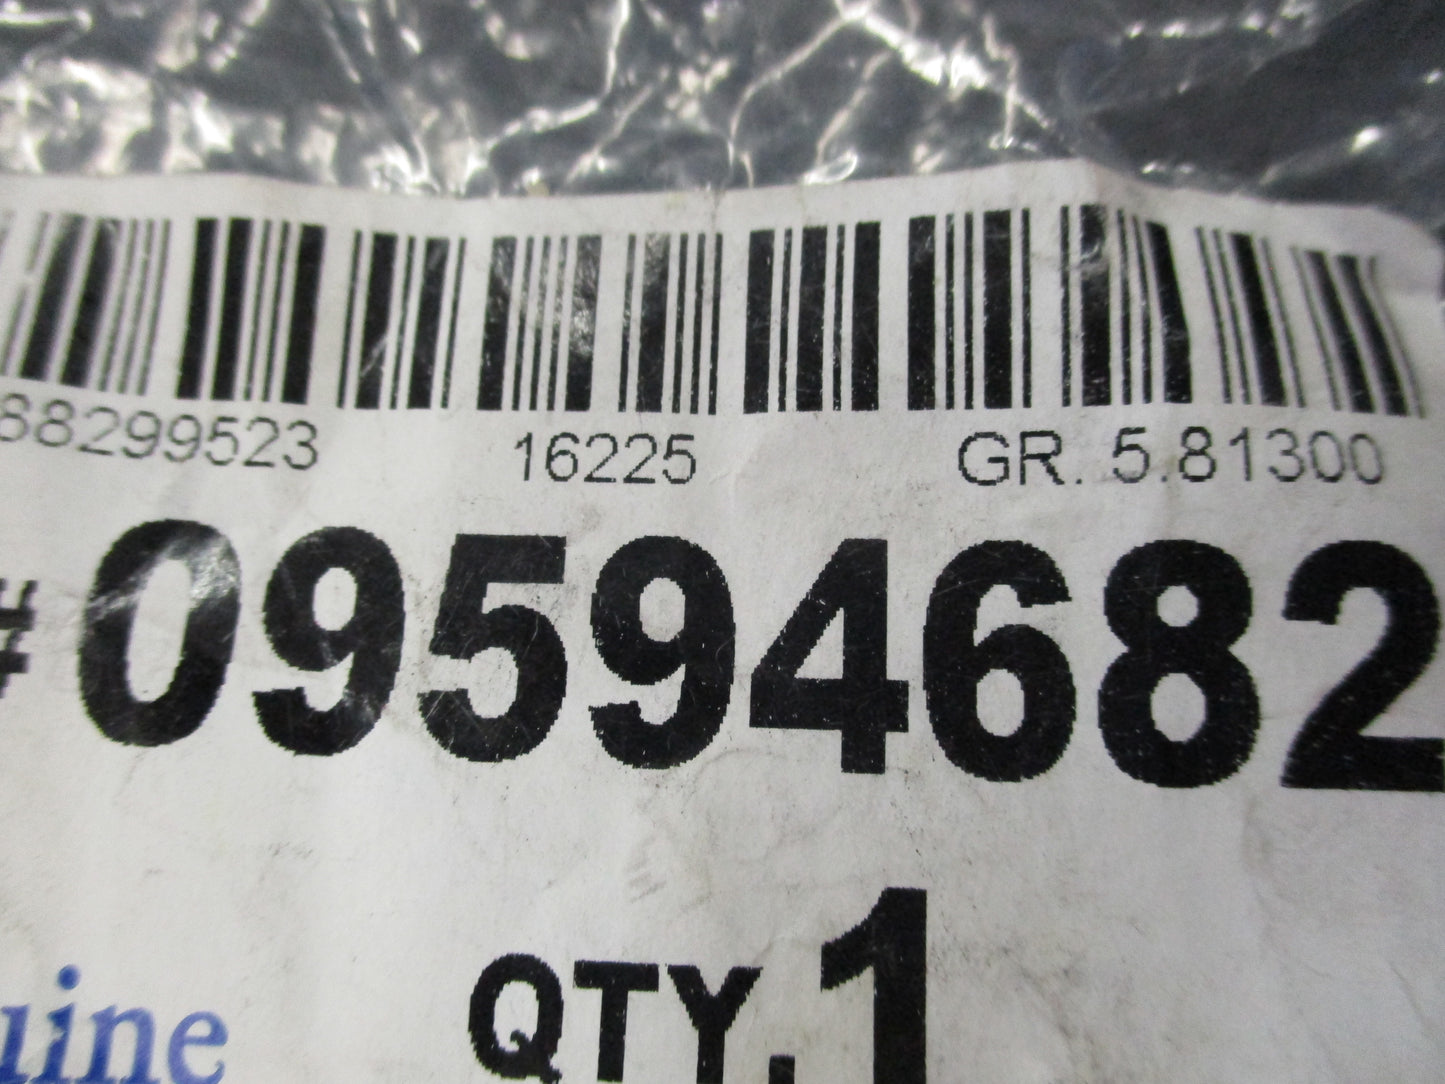 68299523 16225 GR. 5.81300
#09594682
QTY.1
uine